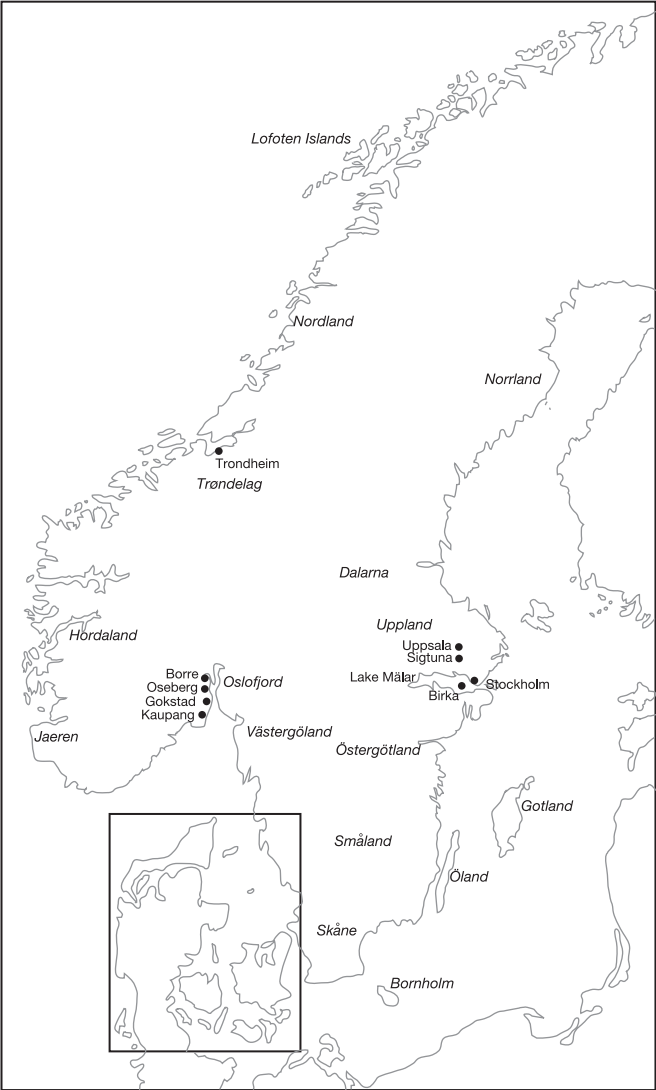 Lofoten Islands
Nordland
Norrland
Trondheim
Trøndelag
Dalarna
Uppland
Hordaland
Uppsala
Sigtuna
Borre
Oslofjord
Lake Mälar
Stockholm
Oseberg
Birka
Gokstad
Kaupang
Jaeren
Västergöland
Östergötland
Gotland
Småland
Öland
Skåne
Bornholm